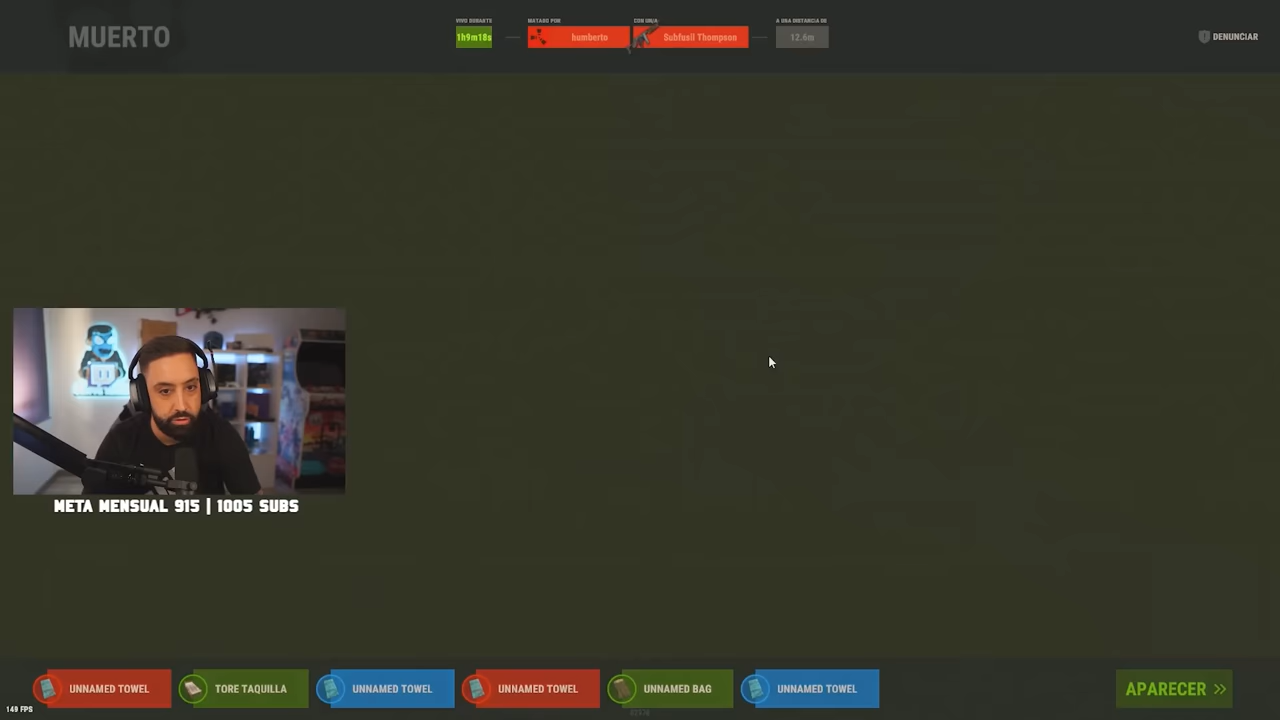 MUERTO
VIVO DURANTE
1h9m18s
MATADO POR
humberto
CON UN/A
Subfusil Thompson
A UNA DISTANCIA DE
12.6m
DENUNCIAR
META MENSUAL 915 | 1005 SUBS
UNNAMED TOWEL
TORE TAQUILLA
UNNAMED TOWEL
UNNAMED TOWEL
UNNAMED BAG
UNNAMED TOWEL
APARECER
149 FPS